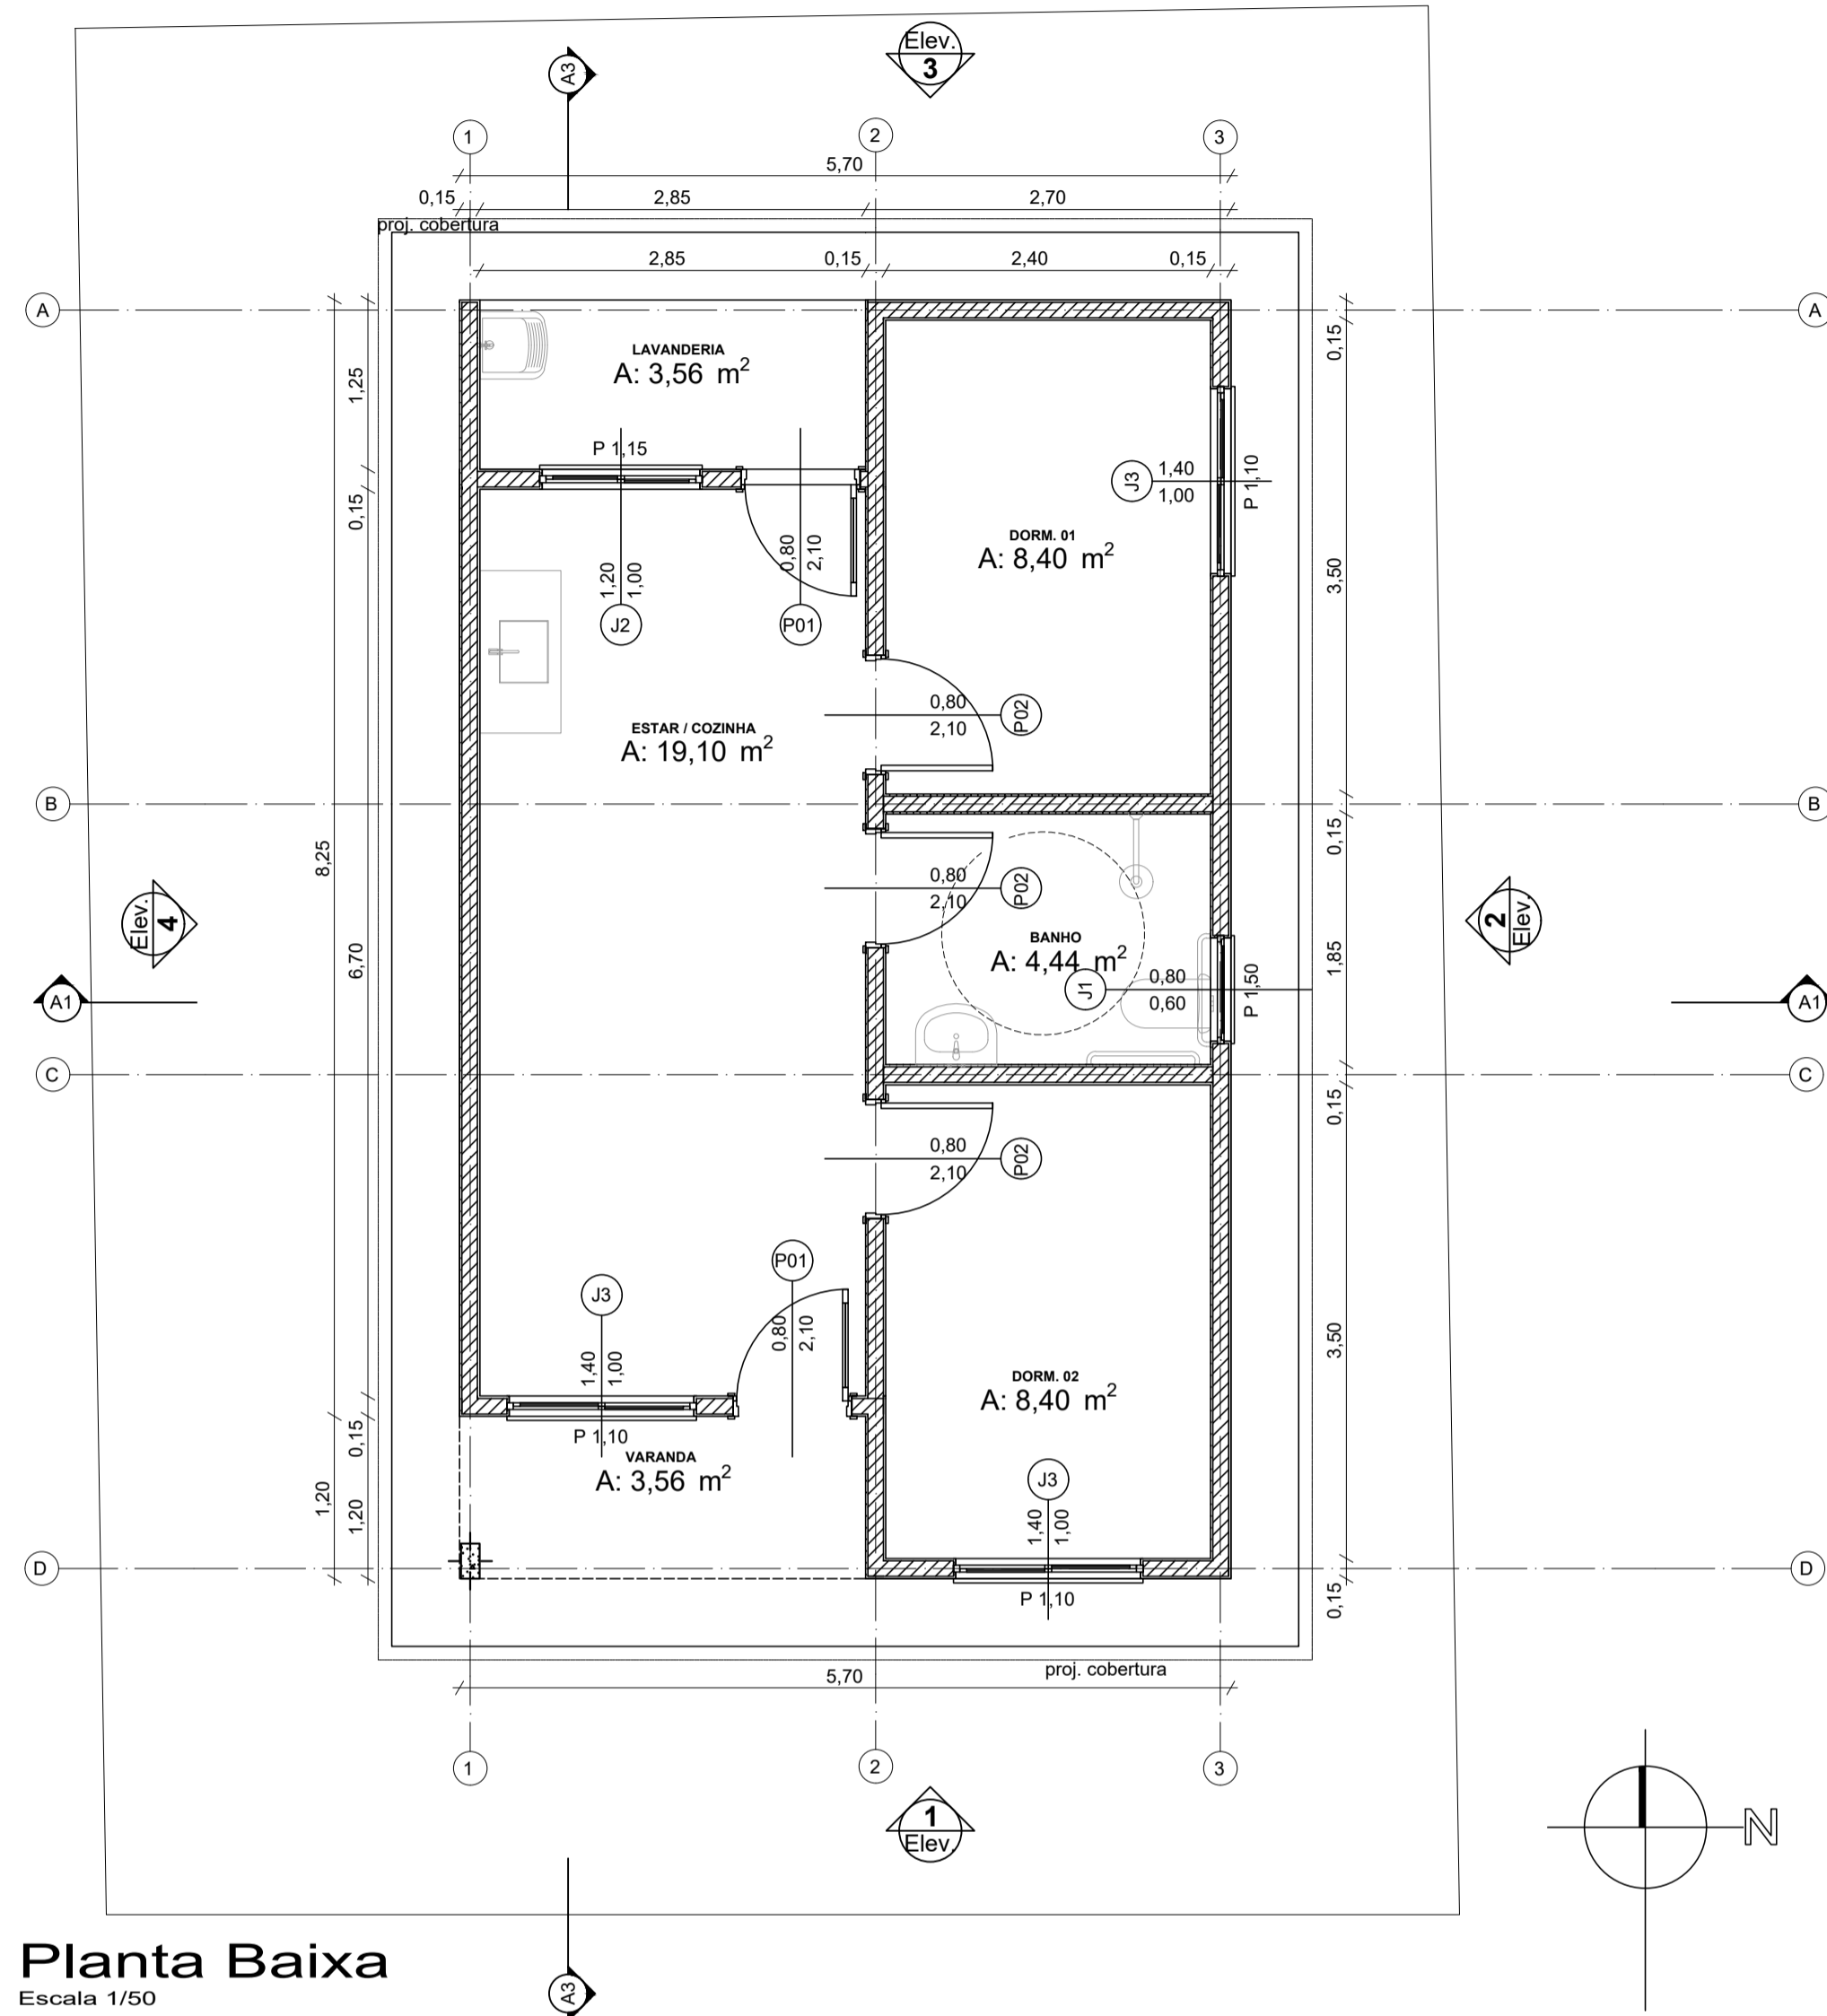 Elev.
3
A3
1
2
3
5,70
0,15
2,85
2,70
proj. cobertura
2,85
0,15
2,40
0,15
A
A
LAVANDERIA
A: 3,56 m²
0,15
1,25
P 1,15
J3
1,40
1,00
P 1,10
0,15
DORM. 01
A: 8,40 m²
0,80
2,10
1,20
1,00
3,50
J2
P01
0,80
2,10
P02
ESTAR / COZINHA
A: 19,10 m²
B
B
0,15
8,25
0,80
2,10
P02
Elev.
4
2
Elev.
BANHO
A: 4,44 m²
6,70
1,85
J1
0,80
0,60
P 1,50
A1
A1
C
C
0,15
0,80
2,10
P02
P01
J3
0,80
2,10
1,40
1,00
3,50
DORM. 02
A: 8,40 m²
0,15
P 1,10
VARANDA
A: 3,56 m²
J3
1,20
1,20
1,40
1,00
D
D
P 1,10
0,15
proj. cobertura
5,70
1
2
3
1
Elev.
N
Planta Baixa
Escala 1/50
A3